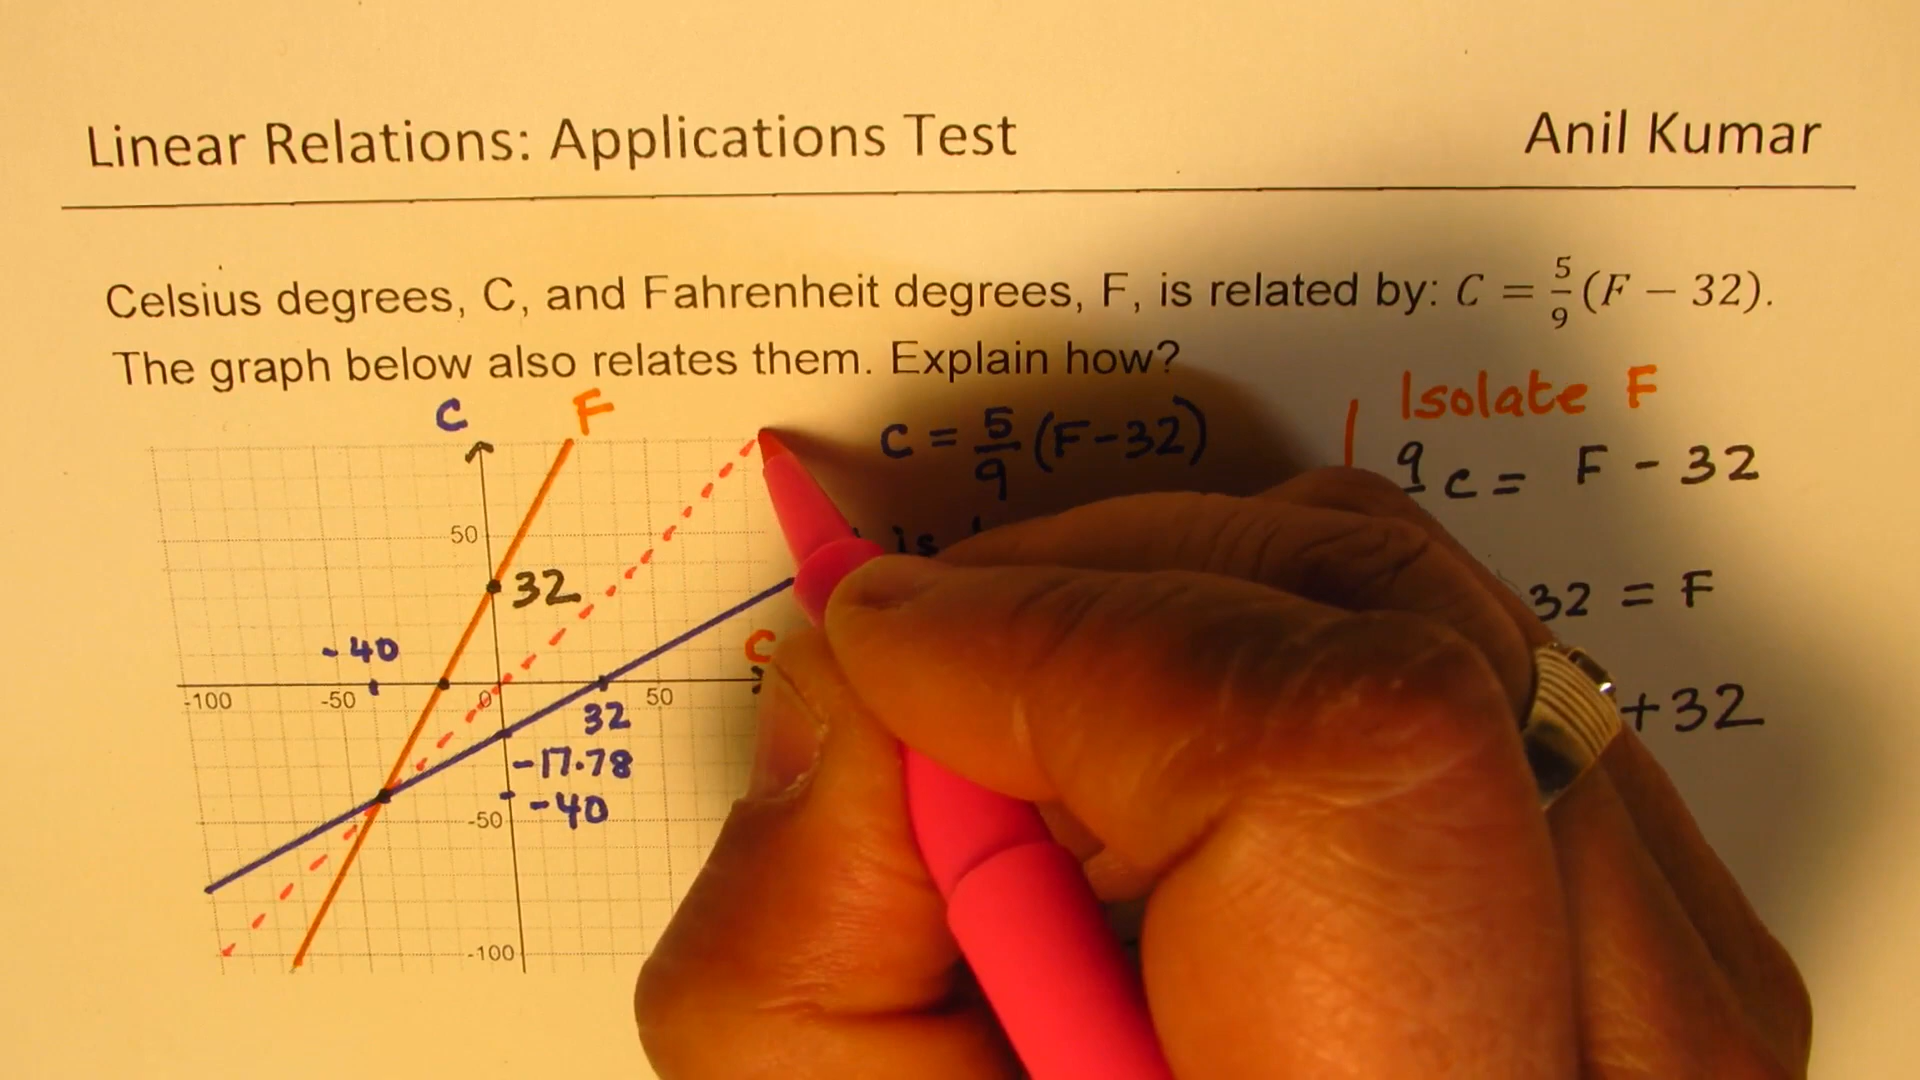 Linear Relations: Applications Test
Anil Kumar
Celsius degrees, C, and Fahrenheit degrees, F, is related by: C = 5/9 (F − 32).
The graph below also relates them. Explain how?
C
F
50
32
-40
-100 -50 0 50
C
32
-17.78
-40
-50
-100
C = 5/9 (F-32)
is
Isolate F
9 C = F - 32
32 = F
+32